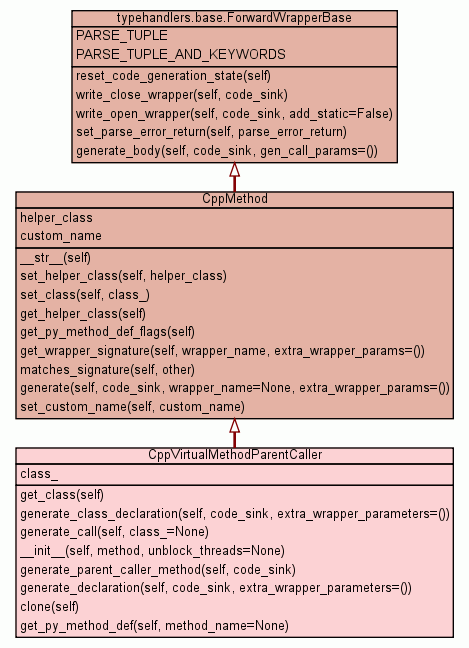 typehandlers.base.ForwardWrapperBase
PARSE_TUPLE
PARSE_TUPLE_AND_KEYWORDS
reset_code_generation_state(self)
write_close_wrapper(self, code_sink)
write_open_wrapper(self, code_sink, add_static=False)
set_parse_error_return(self, parse_error_return)
generate_body(self, code_sink, gen_call_params=())
CppMethod
helper_class
custom_name
__str__(self)
set_helper_class(self, helper_class)
set_class(self, class_)
get_helper_class(self)
get_py_method_def_flags(self)
get_wrapper_signature(self, wrapper_name, extra_wrapper_params=())
matches_signature(self, other)
generate(self, code_sink, wrapper_name=None, extra_wrapper_params=())
set_custom_name(self, custom_name)
CppVirtualMethodParentCaller
class_
get_class(self)
generate_class_declaration(self, code_sink, extra_wrapper_parameters=())
generate_call(self, class_=None)
__init__(self, method, unblock_threads=None)
generate_parent_caller_method(self, code_sink)
generate_declaration(self, code_sink, extra_wrapper_parameters=())
clone(self)
get_py_method_def(self, method_name=None)